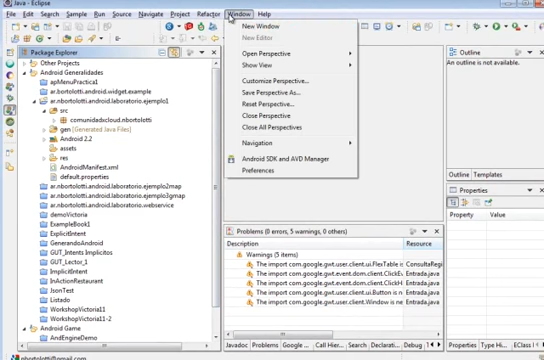 Java - Eclipse
File Edit Search Sample Run Source Navigate Project Refactor Window Help
New Window
New Editor
Open Perspective
Show View
Customize Perspective...
Save Perspective As...
Reset Perspective...
Close Perspective
Close All Perspectives
Navigation
Android SDK and AVD Manager
Preferences
Package Explorer
Other Projects
Android Generalidades
apMenuPractica1
ar.bortolotti.android.widget.example
ar.nbortolotti.android.laboratorio.ejemplo1
src
comunidadxcloud.nbortolotti
gen [Generated Java Files]
Android 2.2
assets
res
AndroidManifest.xml
default.properties
ar.nbortolotti.android.laboratorio.ejemplo2map
ar.nbortolotti.android.laboratorio.ejemplo3gmap
ar.nbortolotti.android.laboratorio.webservice
demoVictoria
ExampleBook1
ExplicitIntent
GenerandoAndroid
GUT_Intents Implicitos
GUT_Lector_1
ImplicitIntent
InActionRestaurant
JsonTest
Listado
WorkshopVictoria11
WorkshopVictoria11-2
Android Game
AndEngineDemo
nbortolotti@gmail.com
Outline
An outline is not available.
Outline Templates
Properties
Property Value
Problems (0 errors, 5 warnings, 0 others)
Description Resource
Warnings (5 items)
The import com.google.gwt.user.client.ui.FlexTable is ConsultaRegi
The import com.google.gwt.event.dom.client.ClickEv Entrada.java
The import com.google.gwt.event.dom.client.ClickH Entrada.java
The import com.google.gwt.user.client.ui.Button is n Entrada.java
The import com.google.gwt.user.client.Window is ne Entrada.java
Javadoc Problems Google ... Call Hier... Search Declarati... Debug
Properties Type Hi... EClass D...